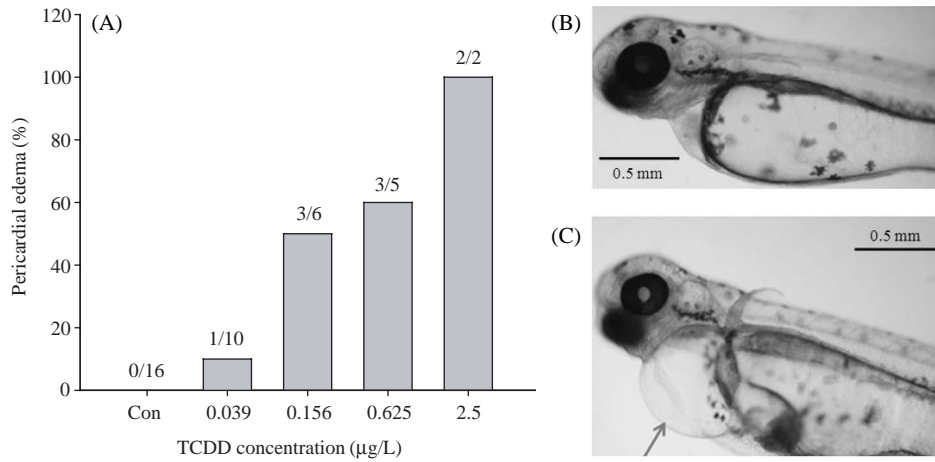 (A)
Pericardial edema (%)
120
100
80
60
40
20
0
0/16
1/10
3/6
3/5
2/2
Con
0.039
0.156
0.625
2.5
TCDD concentration (μg/L)
(B)
0.5 mm
(C)
0.5 mm